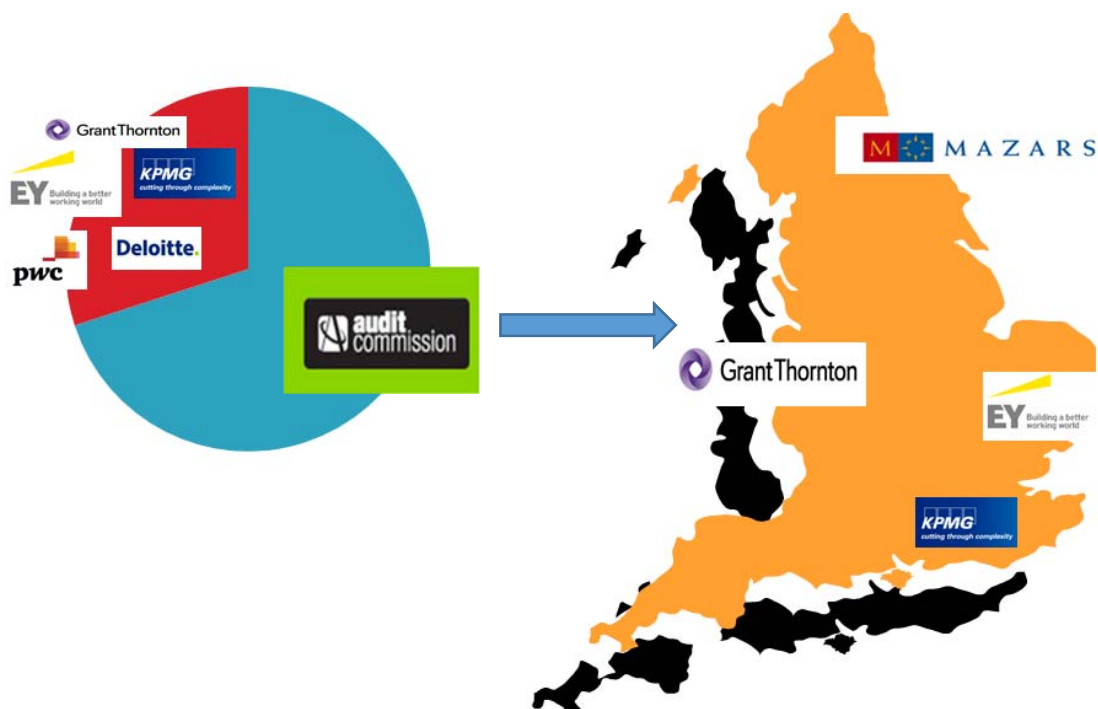 GrantThornton
EY Building a better
working world
KPMG
cutting through complexity
pwc
Deloitte.
audit
commission
M MAZARS
GrantThornton
EY Building a better
working world
KPMG
cutting through complexity